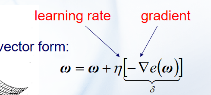 learning rate gradient
vector form:
ω = ω + η[−∇e(ω)]
δ